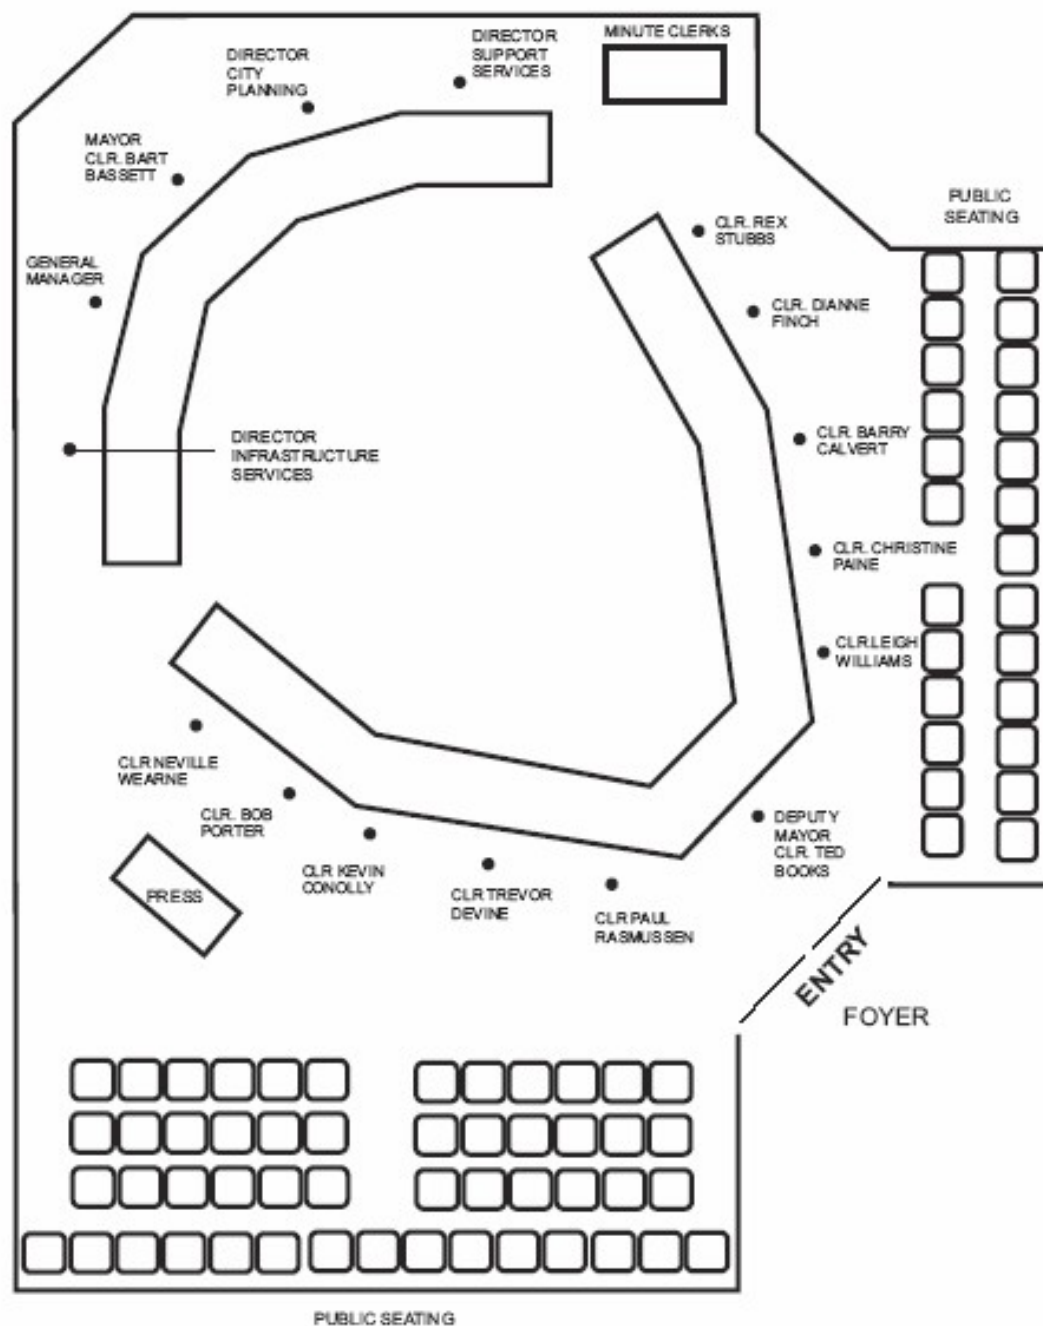 MINUTE CLERKS
DIRECTOR
SUPPORT
SERVICES
DIRECTOR
CITY
PLANNING
MAYOR
CLR. BART
BASSETT
GENERAL
MANAGER
DIRECTOR
INFRASTRUCTURE
SERVICES
PUBLIC
SEATING
CLR. REX
STUBBS
CLR. DIANNE
FINCH
CLR. BARRY
CALVERT
CLR. CHRISTINE
PAINE
CLR.LEIGH
WILLIAMS
DEPUTY
MAYOR
CLR. TED
BOOKS
CLR PAUL
RASMUSSEN
CLR TREVOR
DEVINE
CLR KEVIN
CONOLLY
CLR. BOB
PORTER
CLR NEVILLE
WEARNE
PRESS
ENTRY
FOYER
PUBLIC SEATING